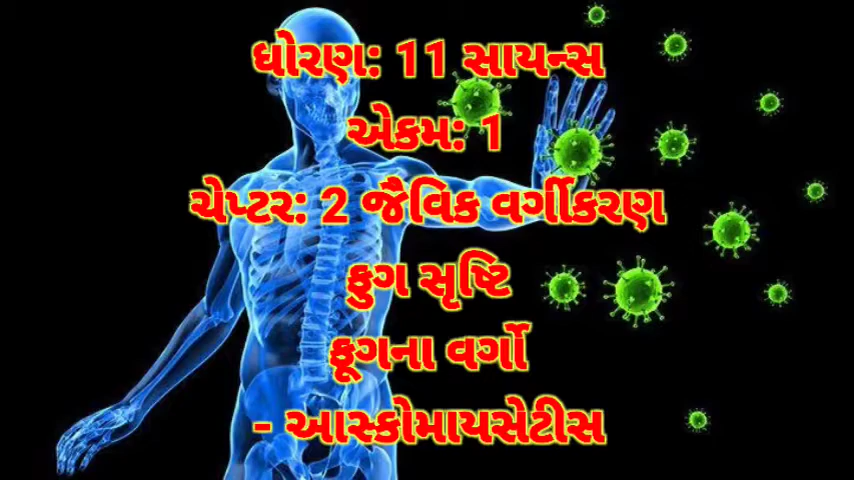 ધોરણ: 11 સાયન્સ
એકમ: 1
ચેપ્ટર: 2 જૈવિક વર્ગીકરણ
ફુગ સૃષ્ટિ
ફૂગના વર્ગો
- આસ્કોમાયસેટીસ